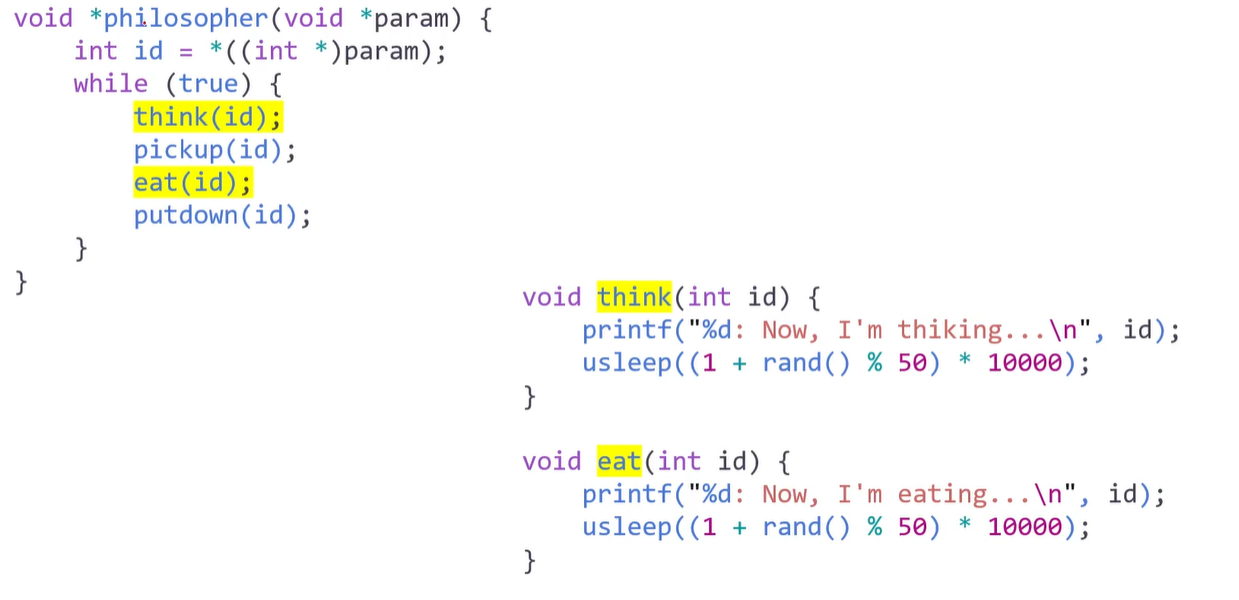 void *philosopher(void *param) {
    int id = *((int *)param);
    while (true) {
        think(id);
        pickup(id);
        eat(id);
        putdown(id);
    }
}
void think(int id) {
    printf("%d: Now, I'm thiking...\n", id);
    usleep((1 + rand() % 50) * 10000);
}
void eat(int id) {
    printf("%d: Now, I'm eating...\n", id);
    usleep((1 + rand() % 50) * 10000);
}